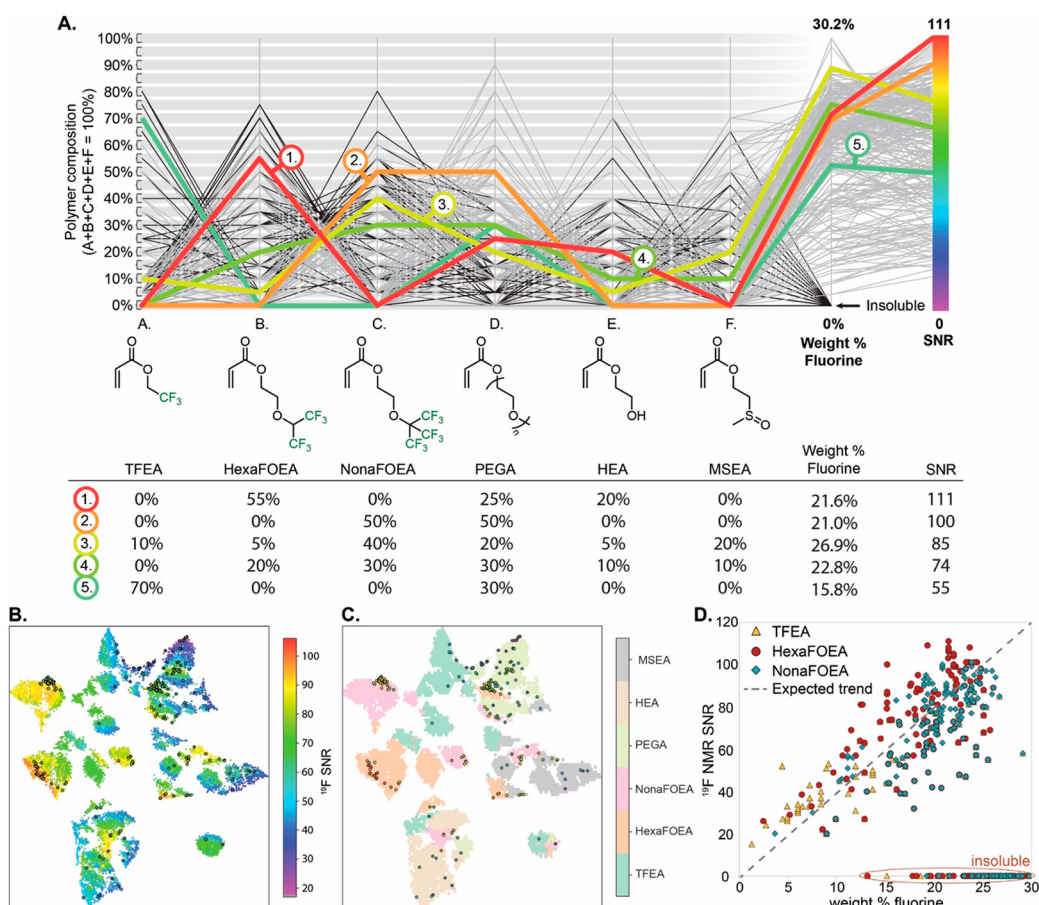 A.
30.2%
111
Polymer composition
(A+B+C+D+E+F = 100%)
100%
90%
80%
70%
60%
50%
40%
30%
20%
10%
0%
1.
2.
3.
4.
5.
Insoluble
A.
B.
C.
D.
E.
F.
0%
Weight %
Fluorine
0
SNR
O
O
CF3
O
O
O
CF3
CF3
O
O
O
CF3
CF3
CF3
O
O
O
n
O
O
OH
O
O
S
O
TFEA HexaFOEA NonaFOEA PEGA HEA MSEA Weight % Fluorine SNR
1. 0% 55% 0% 25% 20% 0% 21.6% 111
2. 0% 0% 50% 50% 0% 0% 21.0% 100
3. 10% 5% 40% 20% 5% 20% 26.9% 85
4. 0% 20% 30% 30% 10% 10% 22.8% 74
5. 70% 0% 0% 30% 0% 0% 15.8% 55
B.
100
90
80
70
60
50
40
30
20
19F SNR
C.
MSEA
HEA
PEGA
NonaFOEA
HexaFOEA
TFEA
D.
120
100
80
60
40
20
0
19F NMR SNR
TFEA
HexaFOEA
NonaFOEA
Expected trend
insoluble
0 5 10 15 20 25 30
weight % fluorine